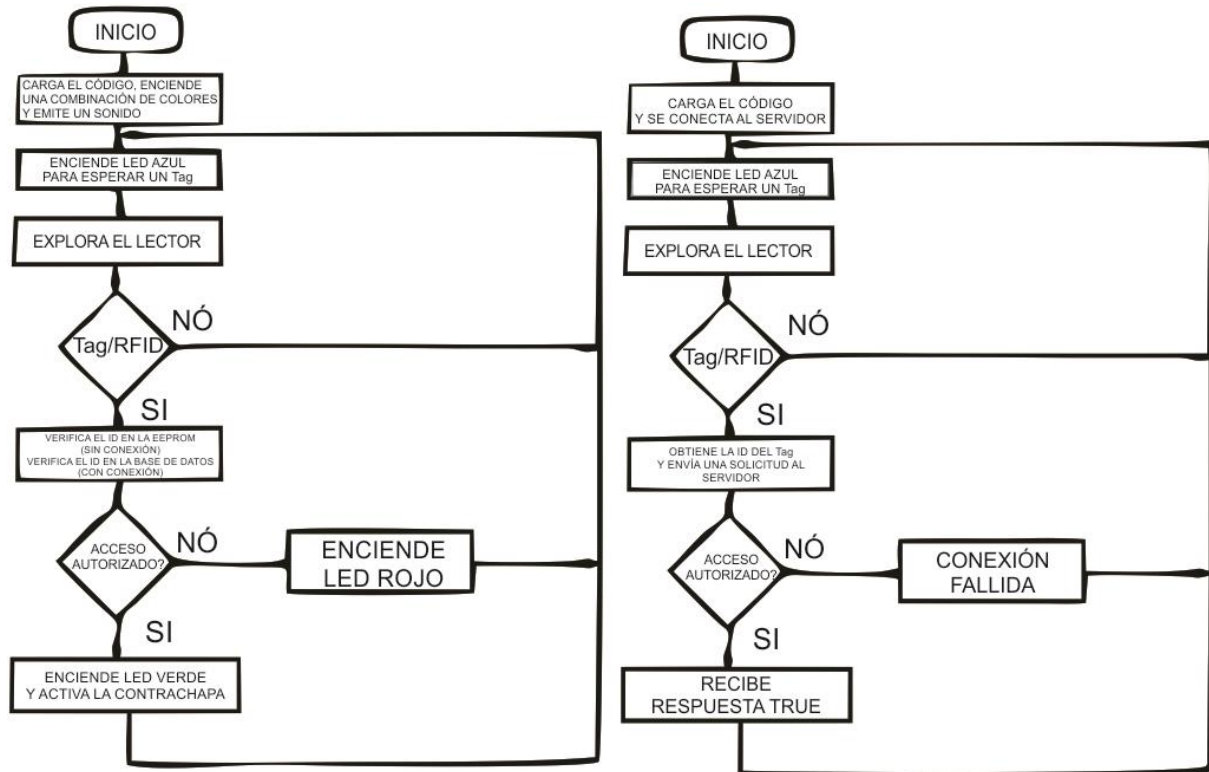 INICIO
CARGA EL CÓDIGO, ENCIENDE
UNA COMBINACIÓN DE COLORES
Y EMITE UN SONIDO
ENCIENDE LED AZUL
PARA ESPERAR UN Tag
EXPLORA EL LECTOR
Tag/RFID
NÓ
SI
VERIFICA EL ID EN LA EEPROM
(SIN CONEXIÓN)
VERIFICA EL ID EN LA BASE DE DATOS
(CON CONEXIÓN)
ACCESO
AUTORIZADO?
NÓ
ENCIENDE
LED ROJO
SI
ENCIENDE LED VERDE
Y ACTIVA LA CONTRACHAPA
INICIO
CARGA EL CÓDIGO
Y SE CONECTA AL SERVIDOR
ENCIENDE LED AZUL
PARA ESPERAR UN Tag
EXPLORA EL LECTOR
Tag/RFID
NÓ
SI
OBTIENE LA ID DEL Tag
Y ENVÍA UNA SOLICITUD AL
SERVIDOR
ACCESO
AUTORIZADO?
NÓ
CONEXIÓN
FALLIDA
SI
RECIBE
RESPUESTA TRUE